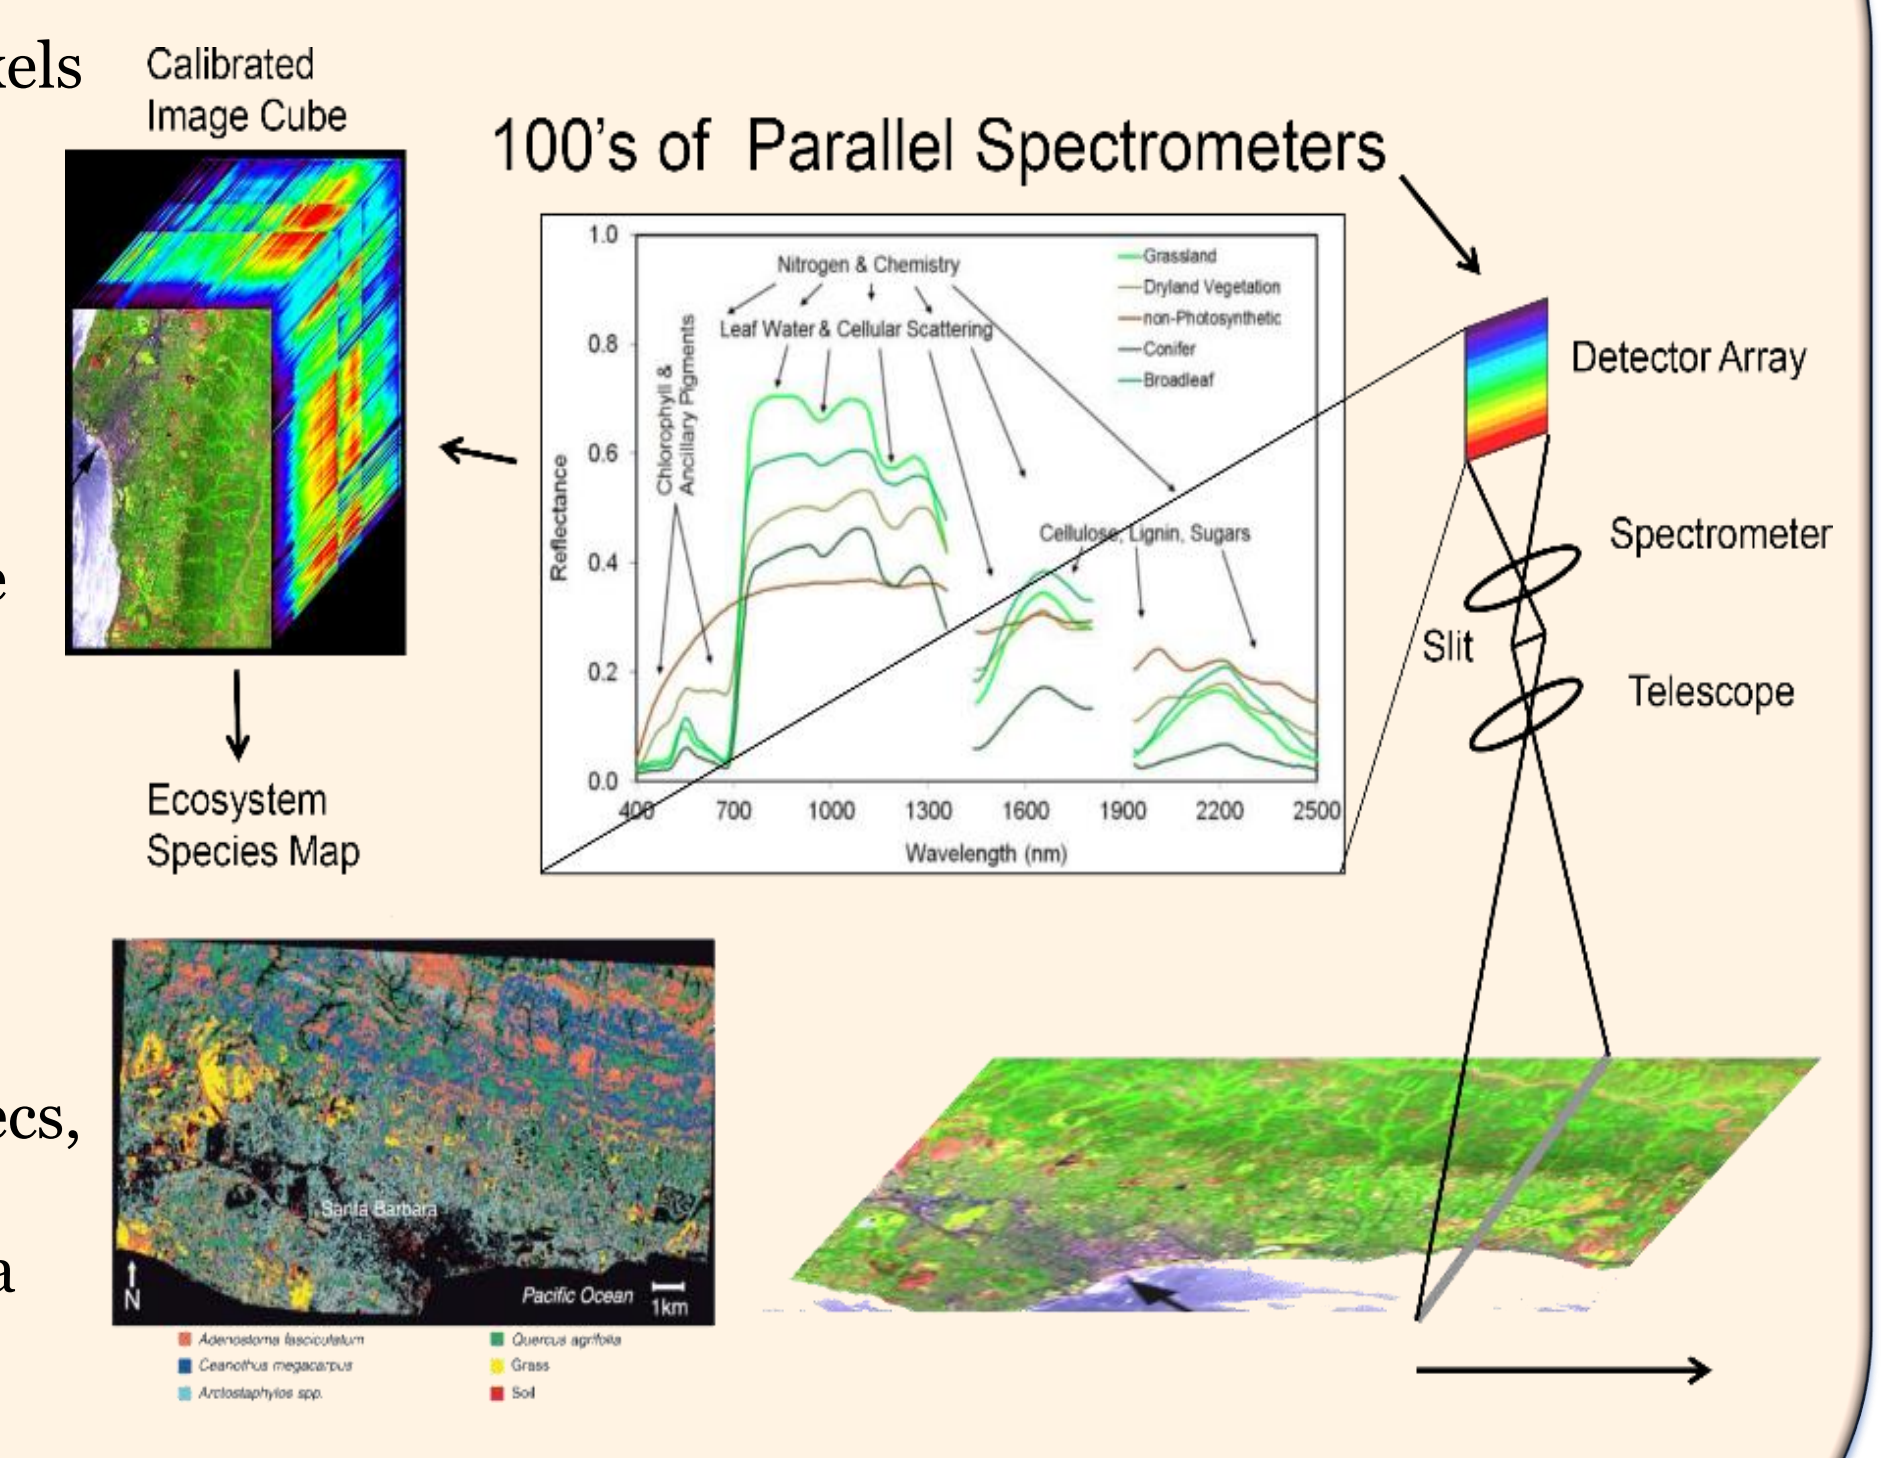 xels
Calibrated
Image Cube
100's of Parallel Spectrometers
1.0
0.8
0.6
0.4
0.2
0.0
Reflectance
Chlorophyll &
Ancillary Pigments
Nitrogen & Chemistry
Leaf Water & Cellular Scattering
Cellulose, Lignin, Sugars
Grassland
Dryland Vegetation
non-Photosynthetic
Conifer
Broadleaf
400 700 1000 1300 1600 1900 2200 2500
Wavelength (nm)
Detector Array
Spectrometer
Slit
Telescope
e
Ecosystem
Species Map
ecs,
a
Santa Barbara
N
Pacific Ocean
1km
Adenostoma fasciculatum
Ceanothus megacarpus
Arctostaphylos spp.
Quercus agrifolia
Grass
Soil